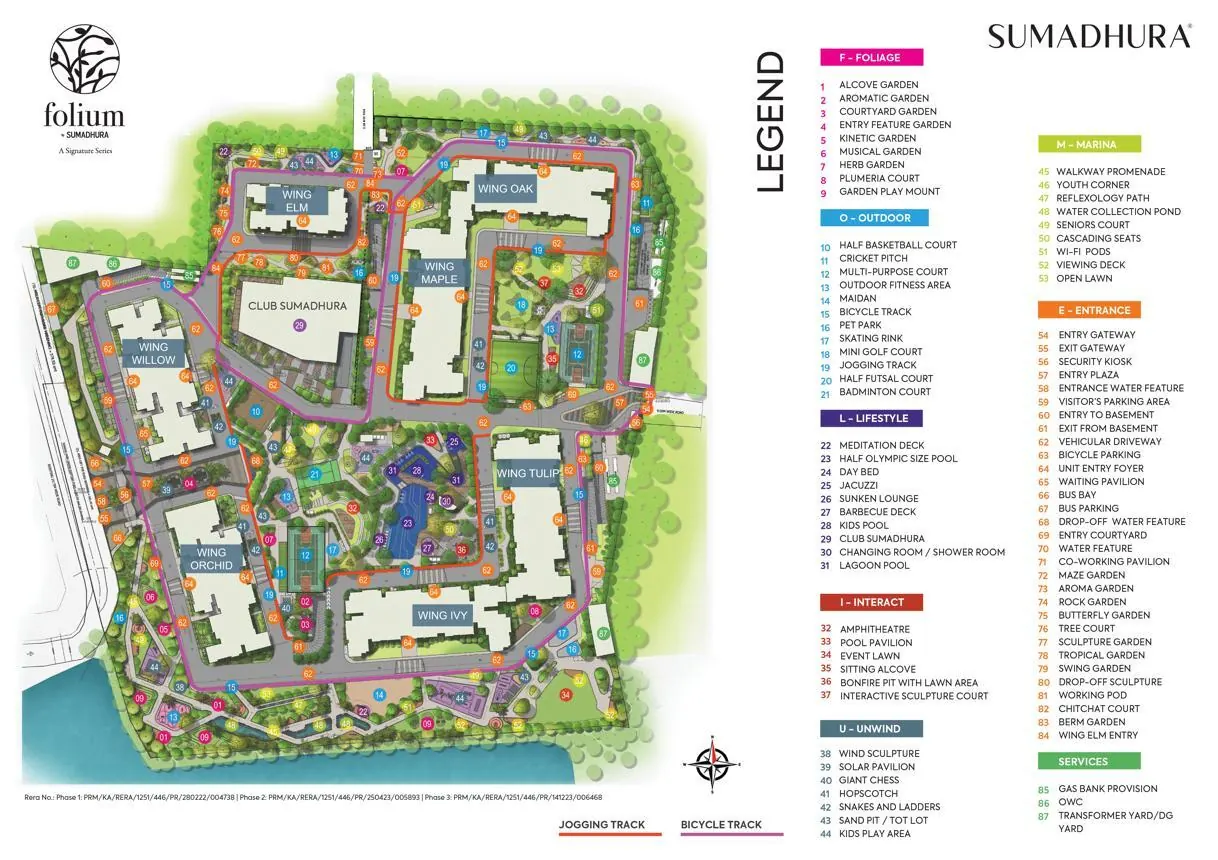 folium
by SUMADHURA
A Signature Series
SUMADHURA
LEGEND
F – FOLIAGE
1 ALCOVE GARDEN
2 AROMATIC GARDEN
3 COURTYARD GARDEN
4 ENTRY FEATURE GARDEN
5 KINETIC GARDEN
6 MUSICAL GARDEN
7 HERB GARDEN
8 PLUMERIA COURT
9 GARDEN PLAY MOUNT
O – OUTDOOR
10 HALF BASKETBALL COURT
11 CRICKET PITCH
12 MULTI-PURPOSE COURT
13 OUTDOOR FITNESS AREA
14 MAIDAN
15 BICYCLE TRACK
16 PET PARK
17 SKATING RINK
18 MINI GOLF COURT
19 JOGGING TRACK
20 HALF FUTSAL COURT
21 BADMINTON COURT
L – LIFESTYLE
22 MEDITATION DECK
23 HALF OLYMPIC SIZE POOL
24 DAY BED
25 JACUZZI
26 SUNKEN LOUNGE
27 BARBECUE DECK
28 KIDS POOL
29 CLUB SUMADHURA
30 CHANGING ROOM / SHOWER ROOM
31 LAGOON POOL
I – INTERACT
32 AMPHITHEATRE
33 POOL PAVILION
34 EVENT LAWN
35 SITTING ALCOVE
36 BONFIRE PIT WITH LAWN AREA
37 INTERACTIVE SCULPTURE COURT
U – UNWIND
38 WIND SCULPTURE
39 SOLAR PAVILION
40 GIANT CHESS
41 HOPSCOTCH
42 SNAKES AND LADDERS
43 SAND PIT / TOT LOT
44 KIDS PLAY AREA
M – MARINA
45 WALKWAY PROMENADE
46 YOUTH CORNER
47 REFLEXOLOGY PATH
48 WATER COLLECTION POND
49 SENIORS COURT
50 CASCADING SEATS
51 WI-FI PODS
52 VIEWING DECK
53 OPEN LAWN
E – ENTRANCE
54 ENTRY GATEWAY
55 EXIT GATEWAY
56 SECURITY KIOSK
57 ENTRY PLAZA
58 ENTRANCE WATER FEATURE
59 VISITOR'S PARKING AREA
60 ENTRY TO BASEMENT
61 EXIT FROM BASEMENT
62 VEHICULAR DRIVEWAY
63 BICYCLE PARKING
64 UNIT ENTRY FOYER
65 WAITING PAVILION
66 BUS BAY
67 BUS PARKING
68 DROP-OFF WATER FEATURE
69 ENTRY COURTYARD
70 WATER FEATURE
71 CO-WORKING PAVILION
72 MAZE GARDEN
73 AROMA GARDEN
74 ROCK GARDEN
75 BUTTERFLY GARDEN
76 TREE COURT
77 SCULPTURE GARDEN
78 TROPICAL GARDEN
79 SWING GARDEN
80 DROP-OFF SCULPTURE
81 WORKING POD
82 CHITCHAT COURT
83 BERM GARDEN
84 WING ELM ENTRY
SERVICES
85 GAS BANK PROVISION
86 OWC
87 TRANSFORMER YARD/DG
YARD
WING
ELM
WING OAK
WING
MAPLE
CLUB SUMADHURA
WING
WILLOW
WING TULIP
WING
ORCHID
WING IVY
Rera No.: Phase 1: PRM/KA/RERA/1251/446/PR/280222/004738 | Phase 2: PRM/KA/RERA/1251/446/PR/250423/005893 | Phase 3: PRM/KA/RERA/1251/446/PR/141223/006468
JOGGING TRACK
BICYCLE TRACK